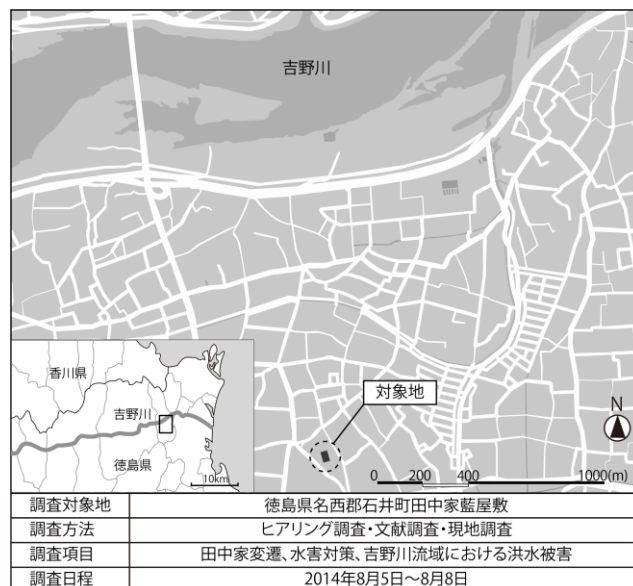 吉野川
対象地
N
0 200 400 1000(m)
香川県
吉野川
徳島県
10km
調査対象地 徳島県名西郡石井町田中家藍屋敷
調査方法 ヒアリング調査・文献調査・現地調査
調査項目 田中家変遷、水害対策、吉野川流域における洪水被害
調査日程 2014年8月5日～8月8日